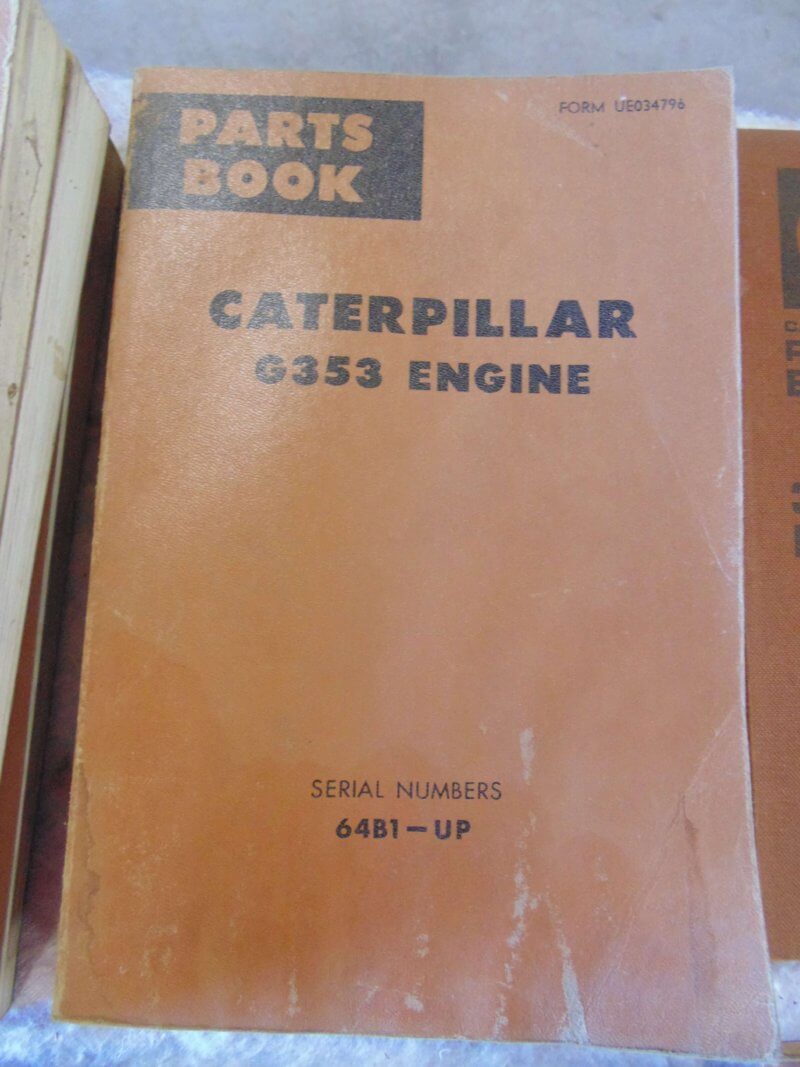 FORM UE034796
PARTS
BOOK
CATERPILLAR
G353 ENGINE
SERIAL NUMBERS
64B1-UP